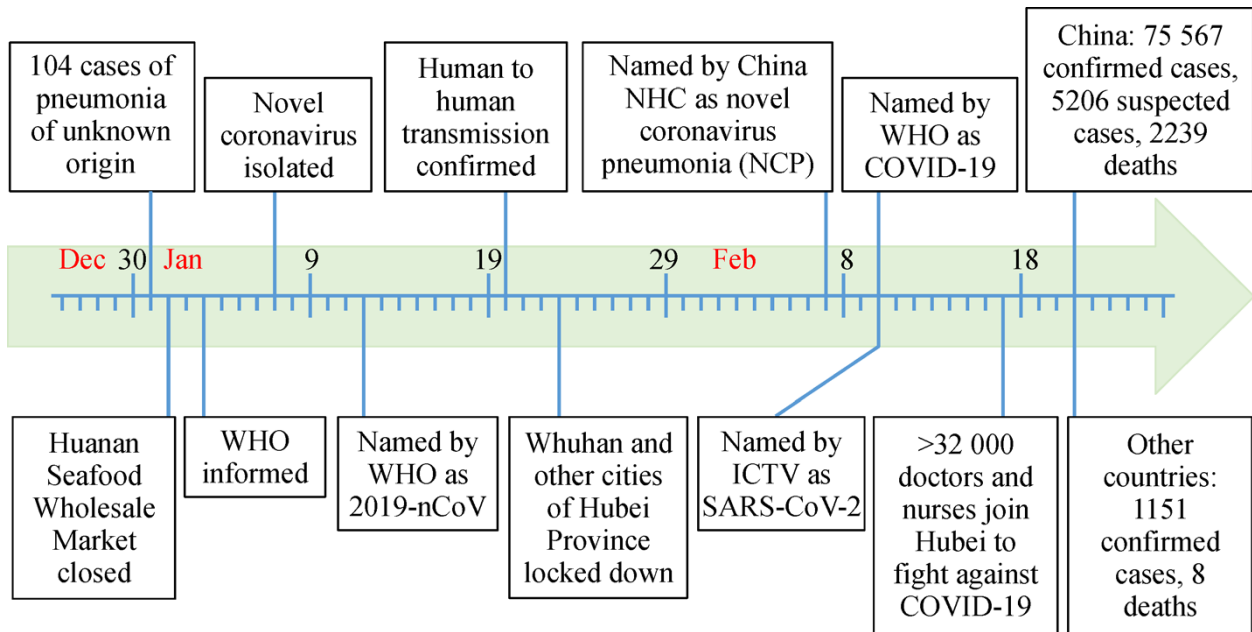 104 cases of
pneumonia
of unknown
origin
Novel
coronavirus
isolated
Human to
human
transmission
confirmed
Named by China
NHC as novel
coronavirus
pneumonia (NCP)
Named by
WHO as
COVID-19
China: 75 567
confirmed cases,
5206 suspected
cases, 2239
deaths
Dec 30 Jan 9 19 29 Feb 8 18
Huanan
Seafood
Wholesale
Market
closed
WHO
informed
Named by
WHO as
2019-nCoV
Whuhan and
other cities
of Hubei
Province
locked down
Named by
ICTV as
SARS-CoV-2
>32 000
doctors and
nurses join
Hubei to
fight against
COVID-19
Other
countries:
1151
confirmed
cases, 8
deaths